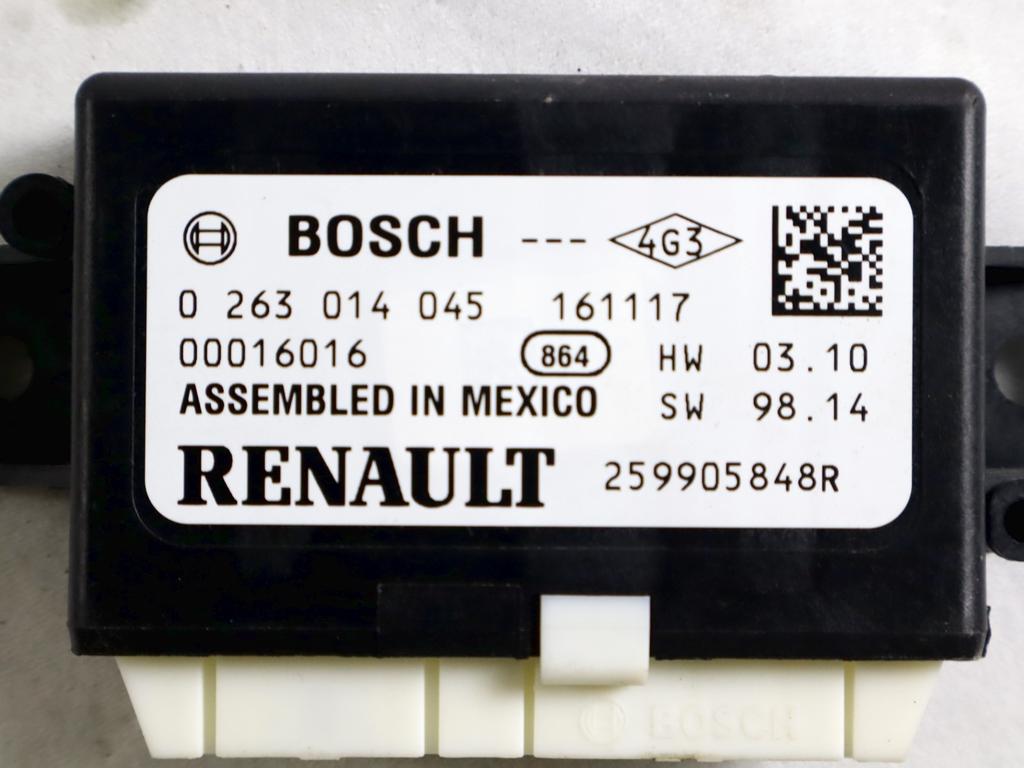 BOSCH --- 4G3
0 263 014 045 161117
00016016 864 HW 03.10
ASSEMBLED IN MEXICO SW 98.14
RENAULT 259905848R
BOSCH